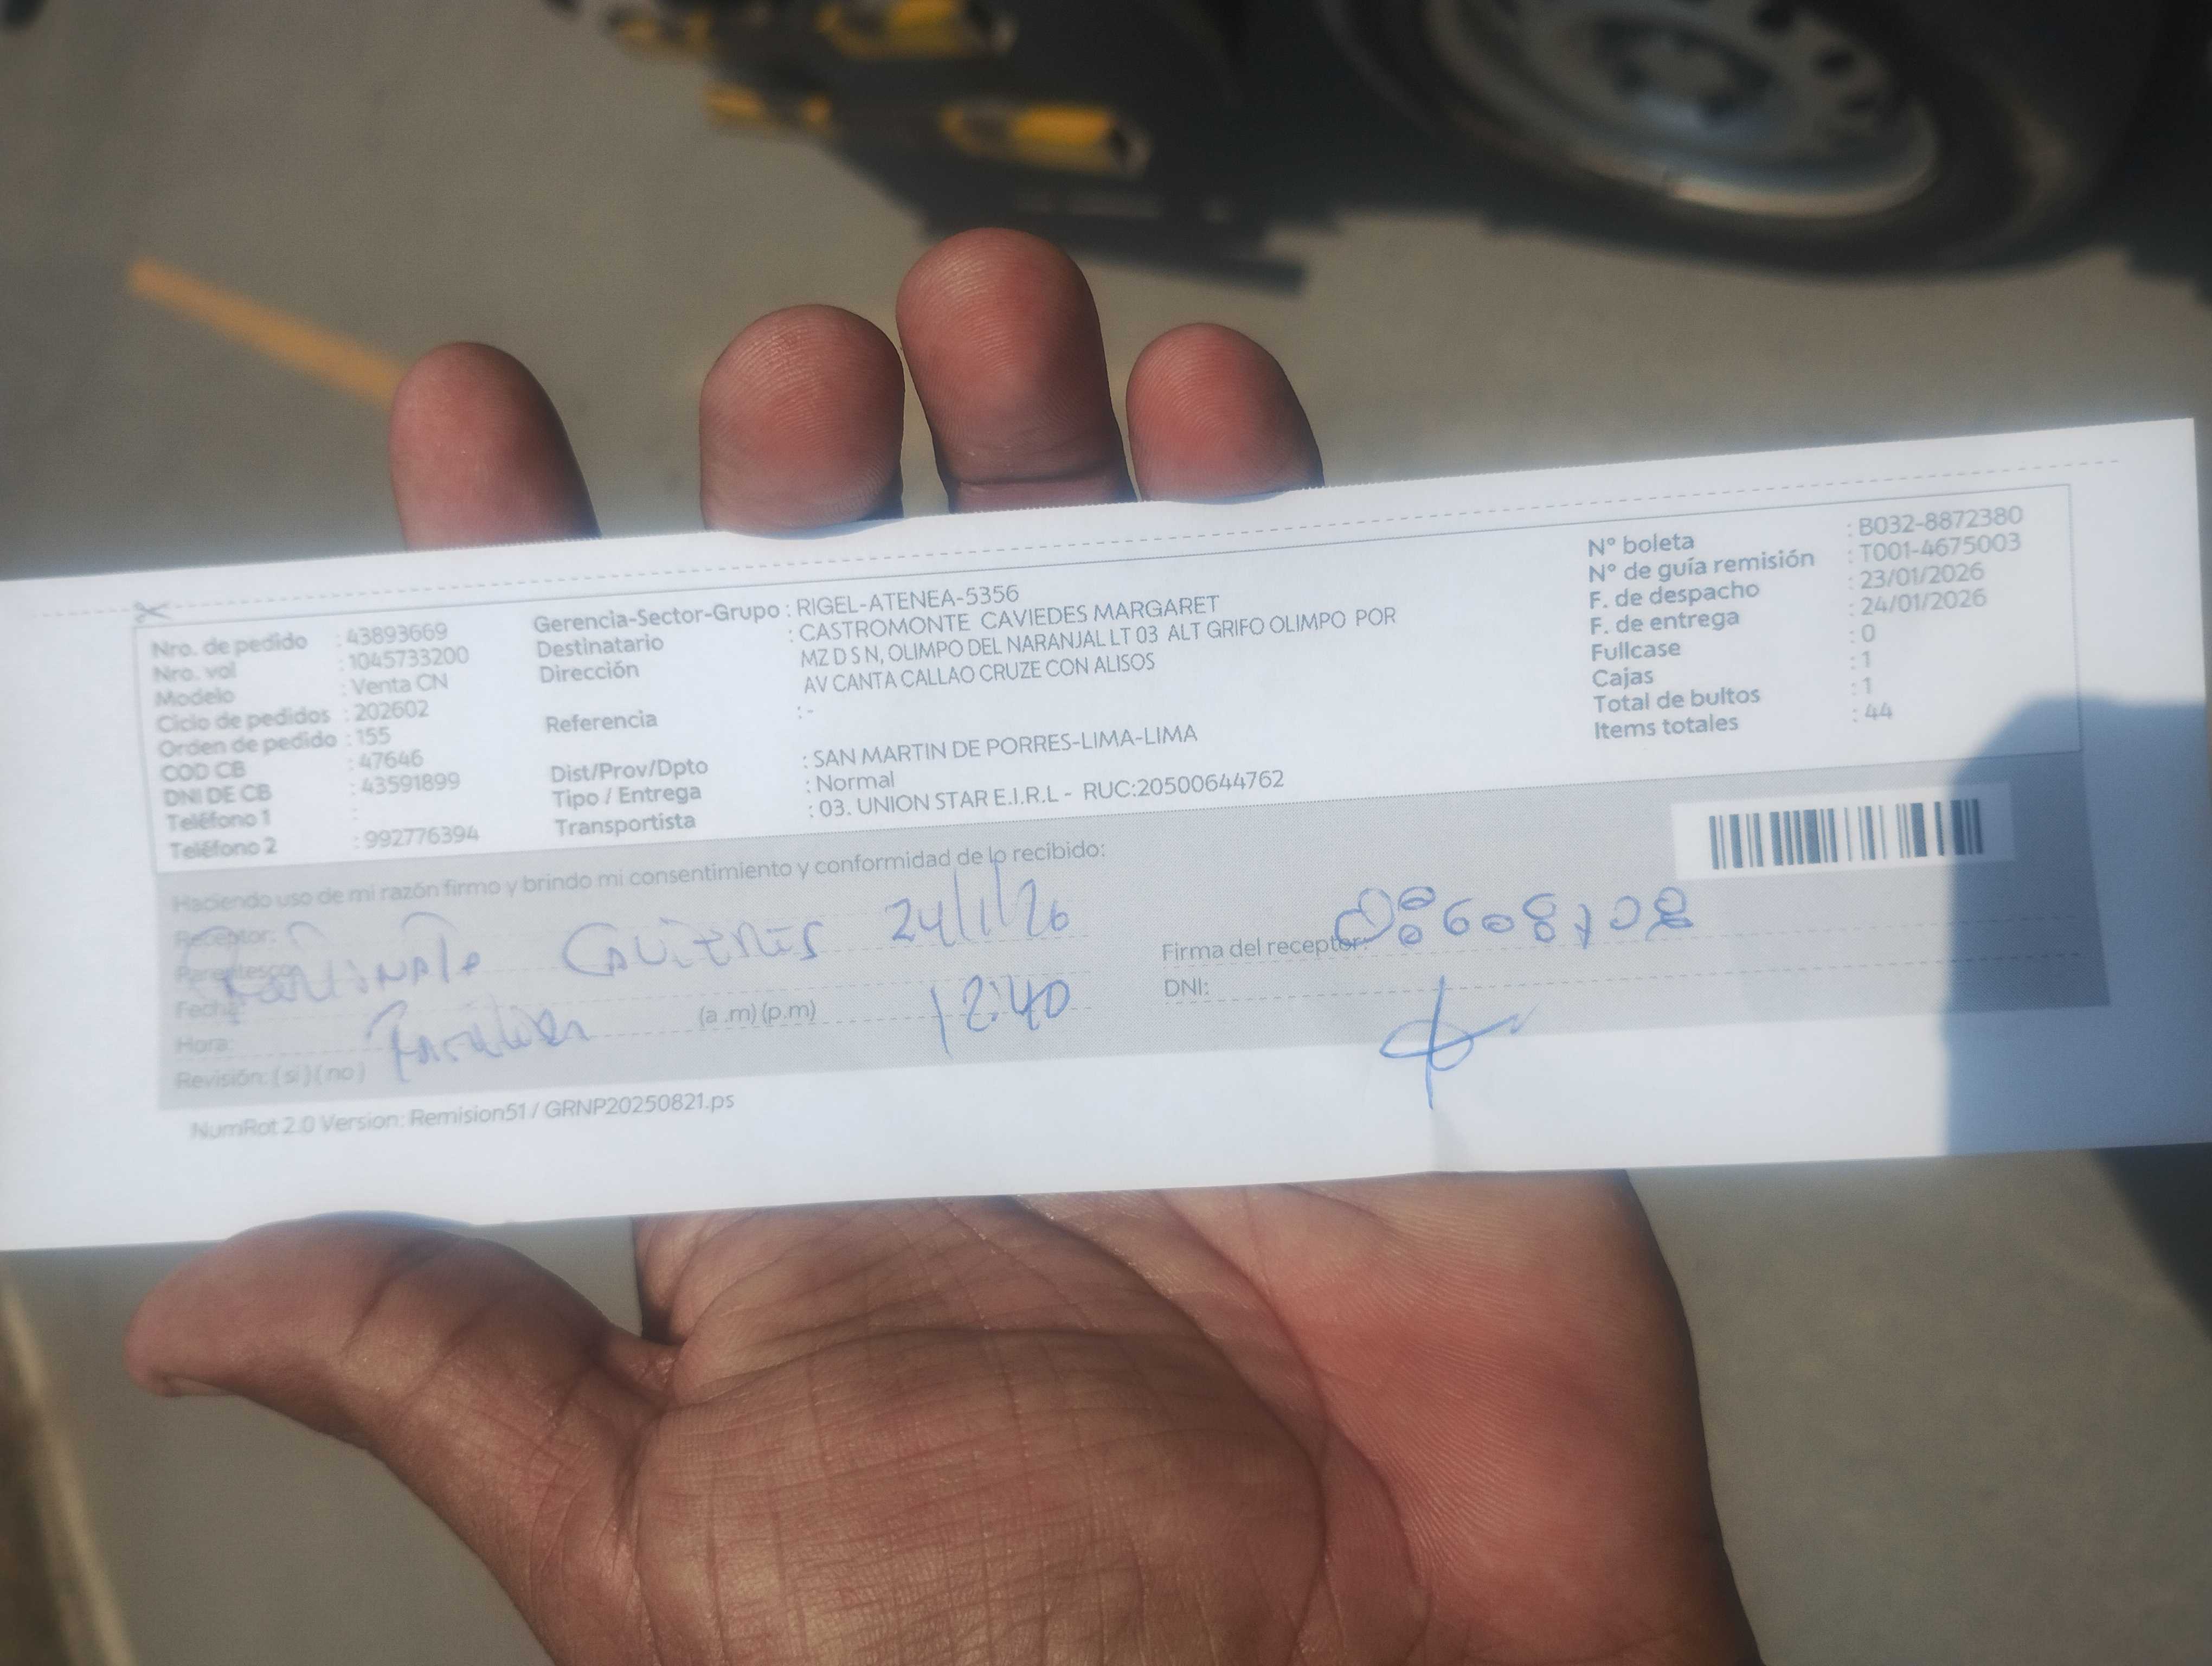 Nro. de pedido : 43893669
Nro. vol : 1045733200
Modelo : Venta CN
Ciclo de pedidos : 202602
Orden de pedido : 155
COD CB : 47646
DNI DE CB : 43591899
Teléfono 1 :
Teléfono 2 : 992776394
Gerencia-Sector-Grupo : RIGEL-ATENEA-5356
Destinatario : CASTROMONTE CAVIEDES MARGARET
Dirección MZ D S N, OLIMPO DEL NARANJAL LT 03 ALT GRIFO OLIMPO POR
AV CANTA CALLAO CRUZE CON ALISOS
Referencia : -
Dist/Prov/Dpto : SAN MARTIN DE PORRES-LIMA-LIMA
Tipo / Entrega : Normal
Transportista : 03. UNION STAR E.I.R.L - RUC:20500644762
N° boleta : B032-8872380
N° de guía remisión : T001-4675003
F. de despacho : 23/01/2026
F. de entrega : 24/01/2026
Fullcase : 0
Cajas : 1
Total de bultos : 1
Items totales : 44
Haciendo uso de mi razón firmo y brindo mi consentimiento y conformidad de lo recibido:
Receptor:
24/1/26
Parentesco:
Fecha:
Hora: (a .m) (p.m) 12:40
Revisión: ( si ) ( no )
Firma del receptor:
DNI:
NumRot 2.0 Version: Remision51 / GRNP20250821.ps